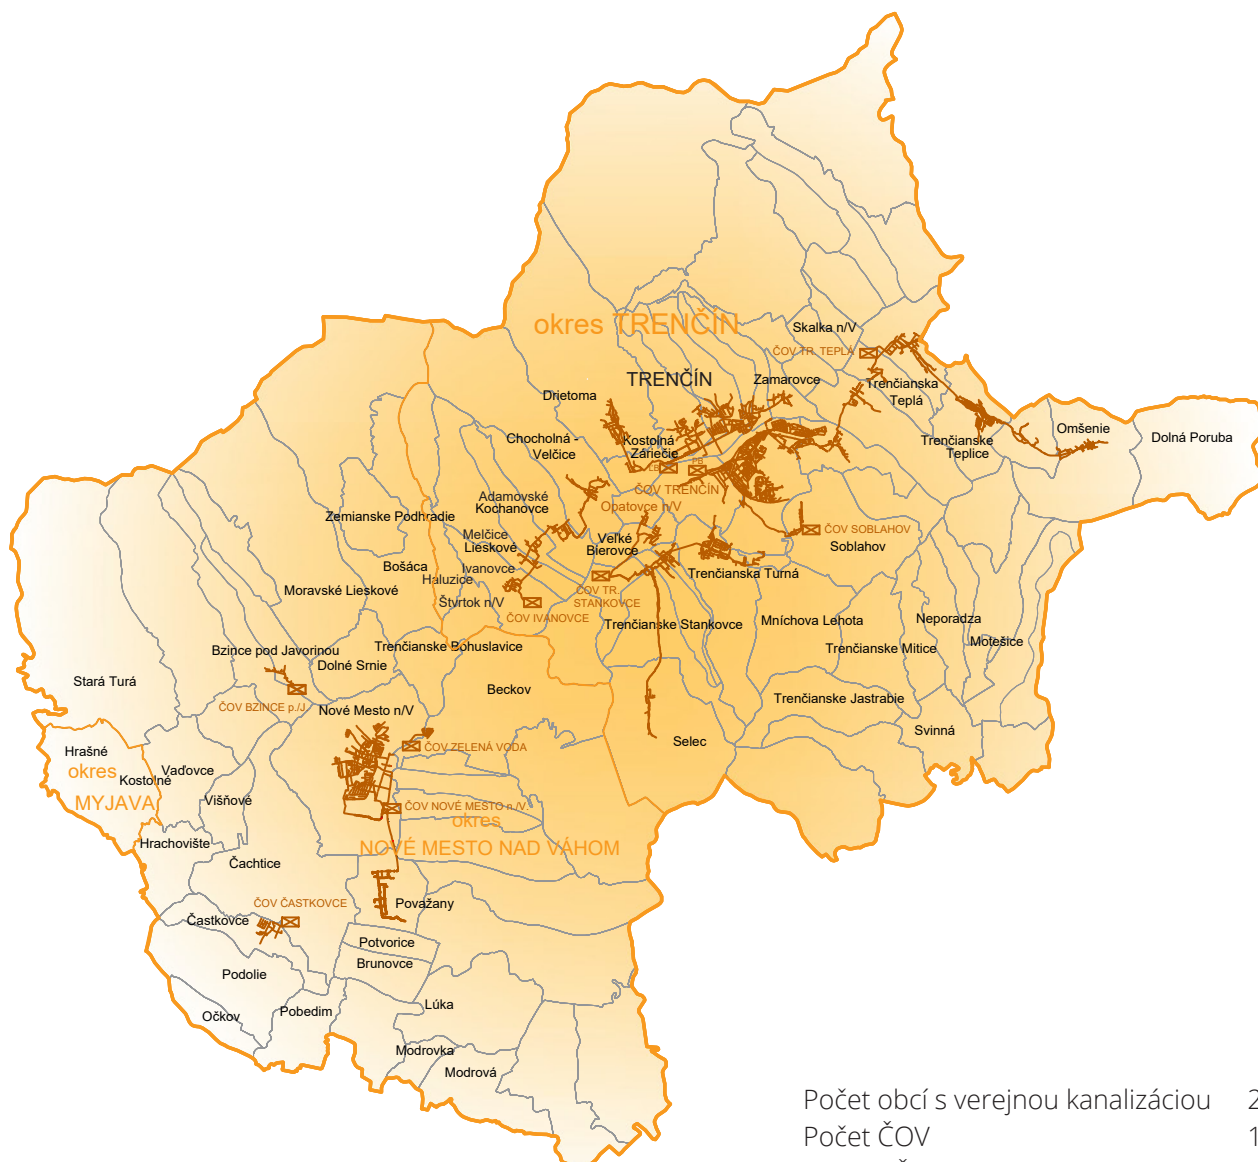 okres TRENČÍN
Skalka n/V
ČOV TR. TEPLÁ
TRENČÍN
Zamarovce
Drietoma
Trenčianska
Teplá
Chocholná -
Velčice
Kostolná
Záriečie
Trenčianske
Teplice
Omšenie
Dolná Poruba
ĽB
PB
ČOV TRENČÍN
Adamovské
Kochanovce
Opatovce n/V
Zemianske Podhradie
ČOV SOBLAHOV
Soblahov
Melčice
Lieskové
Veľké
Bierovce
Bošáca
Ivanovce
Haluzice
Trenčianska Turná
Moravské Lieskové
Štvrtok n/V
ČOV TR.
STANKOVCE
ČOV IVANOVCE
Trenčianske Stankovce
Mníchova Lehota
Neporadza
Motešice
Trenčianske Mitice
Bzince pod Javorinou
Trenčianske Bohuslavice
Dolné Srnie
Stará Turá
Beckov
Trenčianske Jastrabie
ČOV BZINCE p./J.
Nové Mesto n/V
Svinná
Selec
ČOV ZELENÁ VODA
Hrašné
okres
Kostolné
Vaďovce
MYJAVA
Višňové
ČOV NOVÉ MESTO n./V.
okres
NOVÉ MESTO NAD VÁHOM
Hrachovište
Čachtice
ČOV ČASTKOVCE
Považany
Častkovce
Potvorice
Brunovce
Podolie
Lúka
Očkov
Pobedim
Modrovka
Modrová
Počet obcí s verejnou kanalizáciou 2
Počet ČOV 1